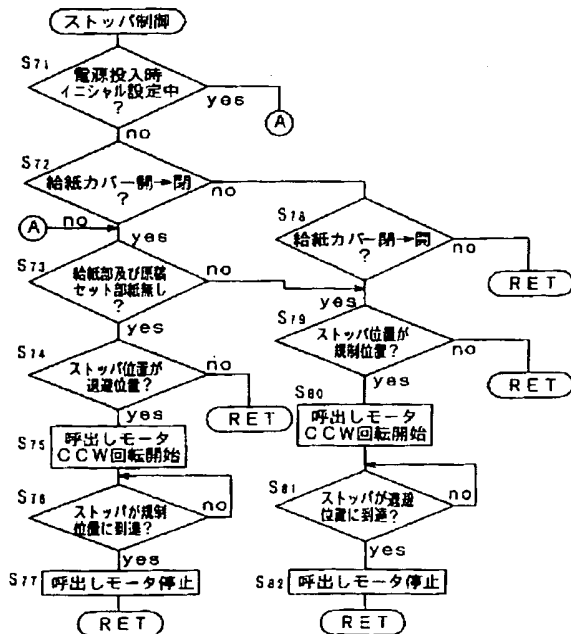 ストッパ制御
S71
電源投入時
イニシャル設定中
?
yes
A
no
S72
給紙カバー開→閉
?
no
A
no
yes
S73
給紙部及び原稿
セット部紙無し
?
no
yes
S74
ストッパ位置が
退避位置?
no
RET
yes
S75
呼出しモータ
CCW回転開始
S76
ストッパが規制
位置に到達?
no
yes
S77
呼出しモータ停止
RET
S78
給紙カバー閉→開
?
no
RET
yes
S79
ストッパ位置が
規制位置?
no
RET
yes
S80
呼出しモータ
CCW回転開始
S81
ストッパが退避
位置に到達?
no
yes
S82
呼出しモータ停止
RET